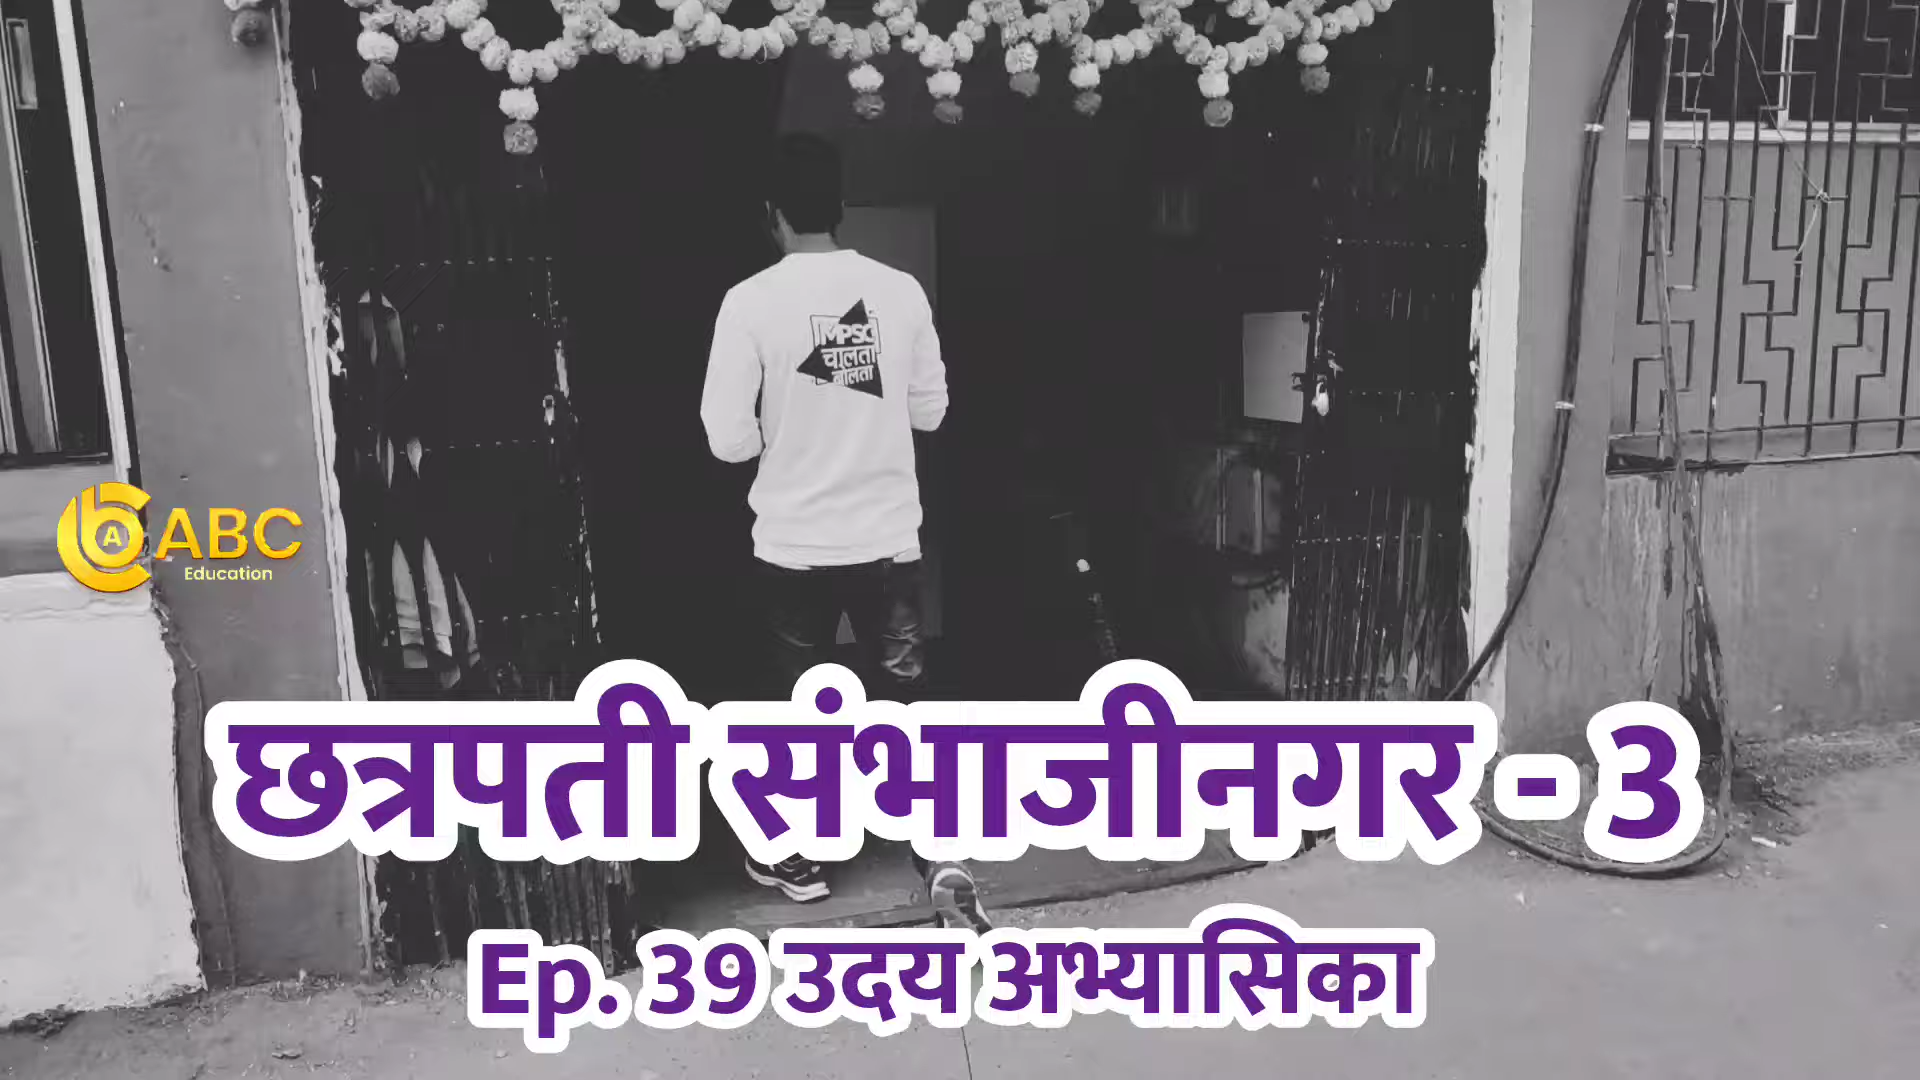 MPSC
चालता
बोलता
ABC
Education
छत्रपती संभाजीनगर - 3
Ep. 39 उदय अभ्यासिका